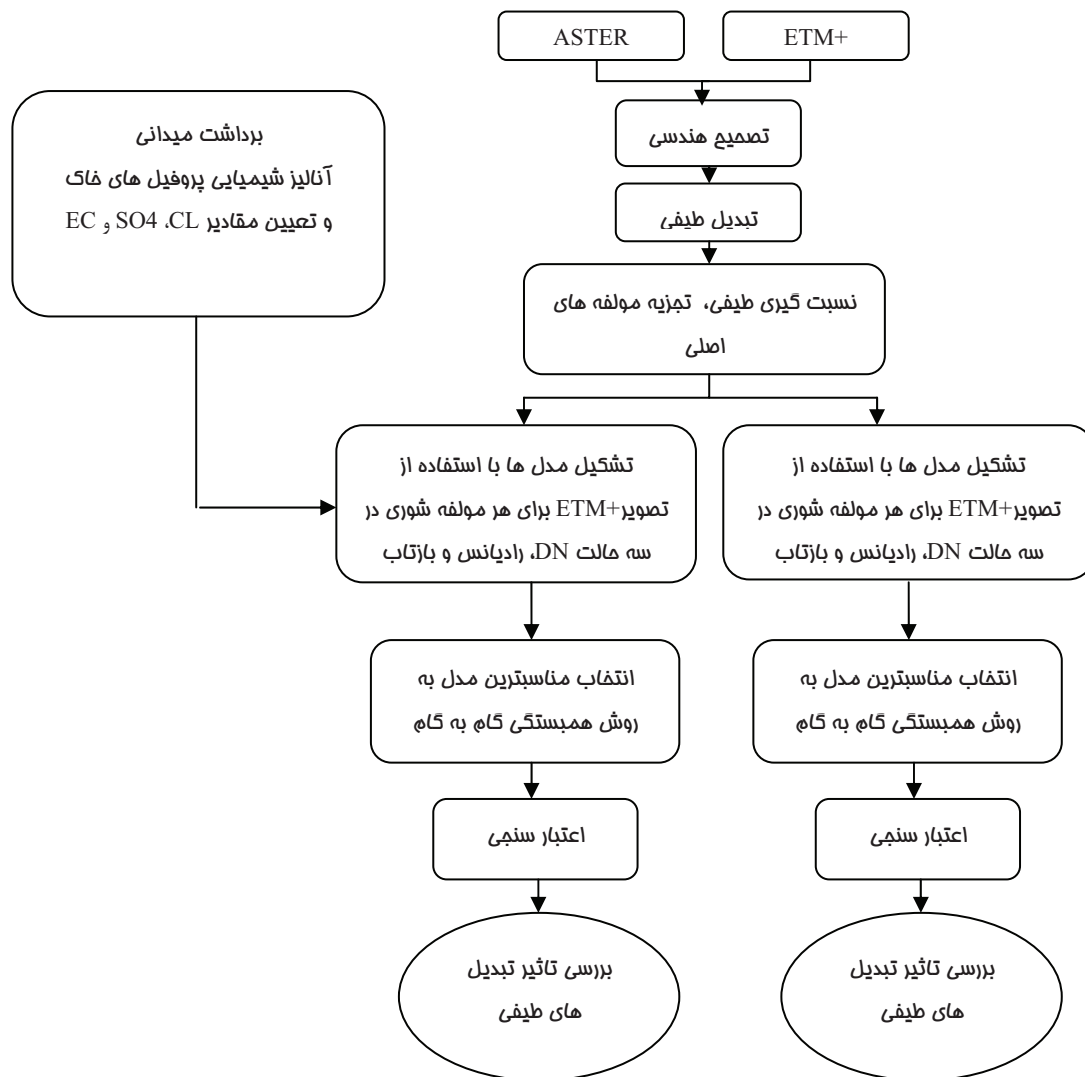 ASTER
ETM+
برداشت میدانی
آنالیز شیمیایی پروفیل های خاک
و تعیین مقادیر SO4 ،CL و EC
تصحیح هندسی
تبدیل طیفی
نسبت گیری طیفی، تجزیه مولفه های
اصلی
تشکیل مدل ها با استفاده از
تصویر ETM+ برای هر مولفه شوری در
سه حالت DN، رادیانس و بازتاب
تشکیل مدل ها با استفاده از
تصویر ETM+ برای هر مولفه شوری در
سه حالت DN، رادیانس و بازتاب
انتخاب مناسبترین مدل به
روش همبستگی گام به گام
انتخاب مناسبترین مدل به
روش همبستگی گام به گام
اعتبار سنجی
اعتبار سنجی
بررسی تاثیر تبدیل
های طیفی
بررسی تاثیر تبدیل
های طیفی